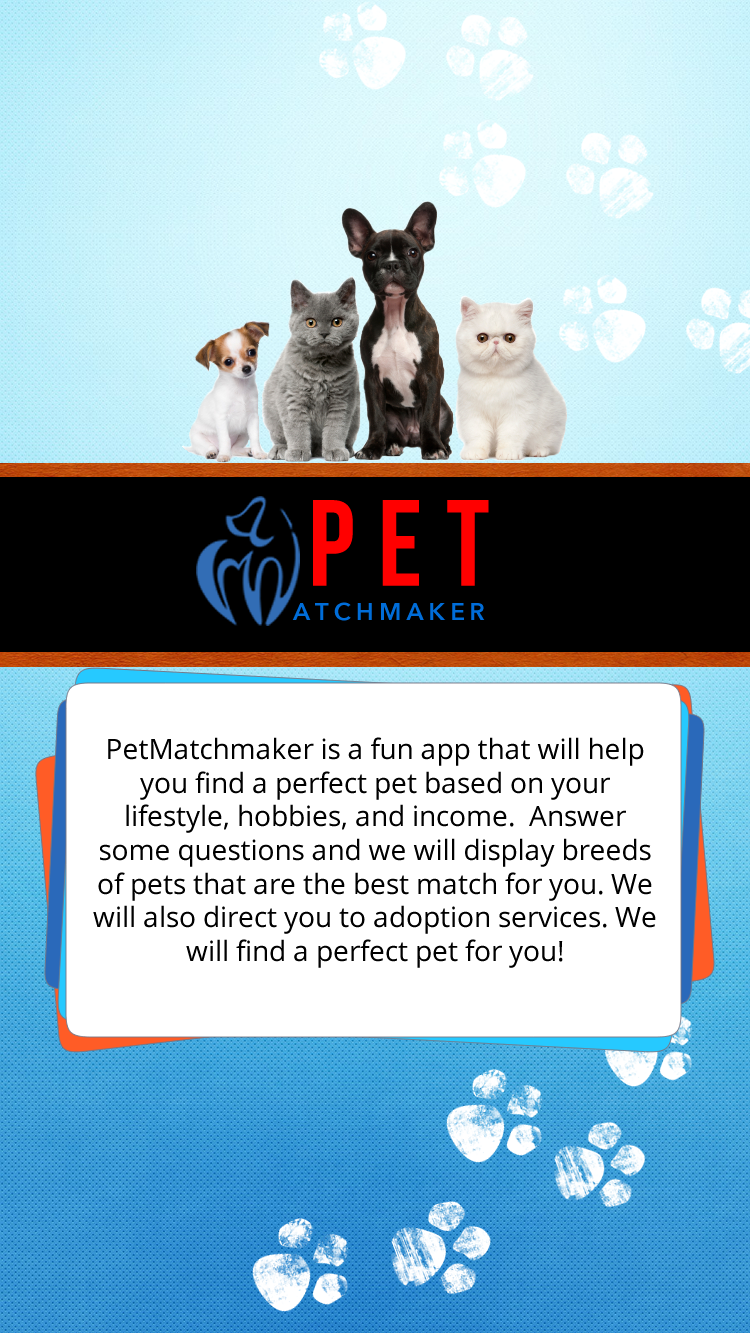 PET
ATCHMAKER
PetMatchmaker is a fun app that will help
you find a perfect pet based on your
lifestyle, hobbies, and income.  Answer
some questions and we will display breeds
of pets that are the best match for you. We
will also direct you to adoption services. We
will find a perfect pet for you!